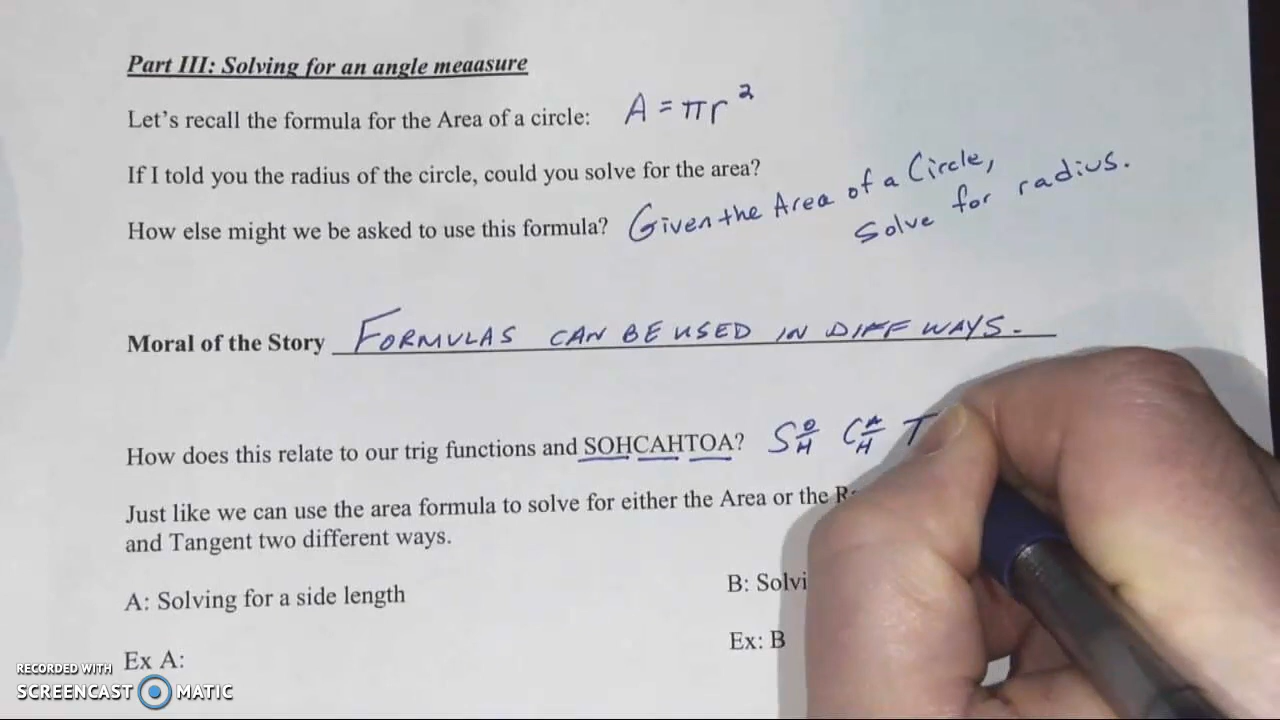 Part III: Solving for an angle meaasure
Let's recall the formula for the Area of a circle: A = πr²
If I told you the radius of the circle, could you solve for the area?
How else might we be asked to use this formula? Given the Area of a Circle,
solve for radius.
Moral of the Story FORMULAS CAN BE USED IN DIFF WAYS.
How does this relate to our trig functions and SOHCAHTOA? S O/H C A/H T
Just like we can use the area formula to solve for either the Area or the
and Tangent two different ways.
A: Solving for a side length
B: Solvi
Ex A:
Ex: B
RECORDED WITH
SCREENCAST MATIC